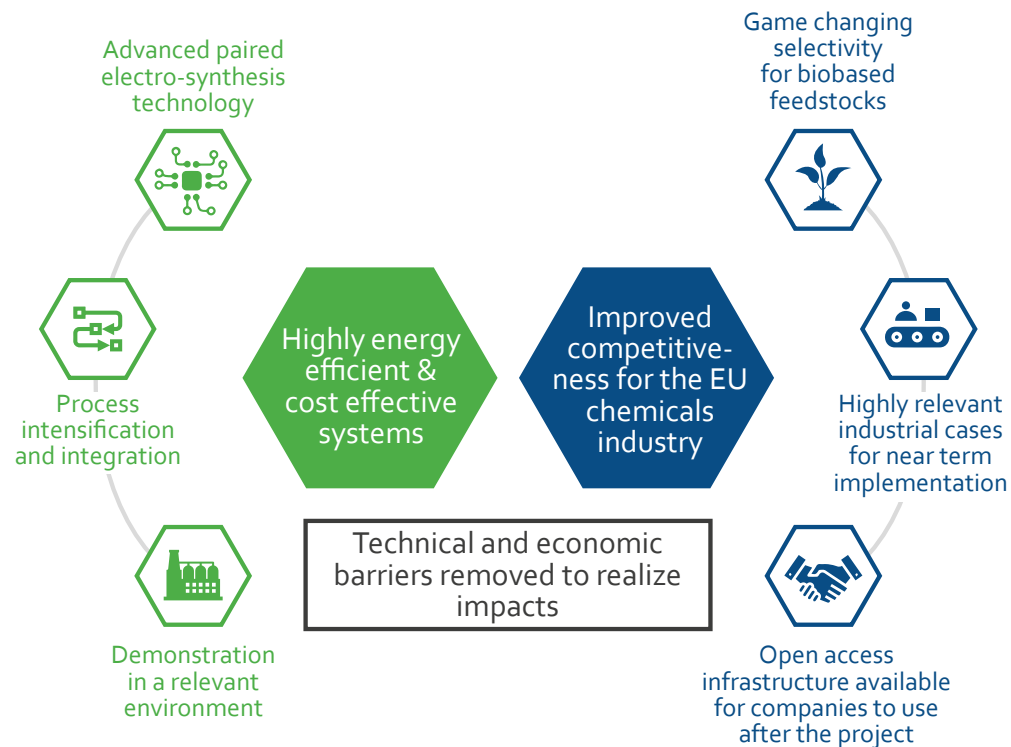 Advanced paired
electro-synthesis
technology
Process
intensification
and integration
Demonstration
in a relevant
environment
Highly energy
efficient &
cost effective
systems
Improved
competitive-
ness for the EU
chemicals
industry
Technical and economic
barriers removed to realize
impacts
Game changing
selectivity
for biobased
feedstocks
Highly relevant
industrial cases
for near term
implementation
Open access
infrastructure available
for companies to use
after the project